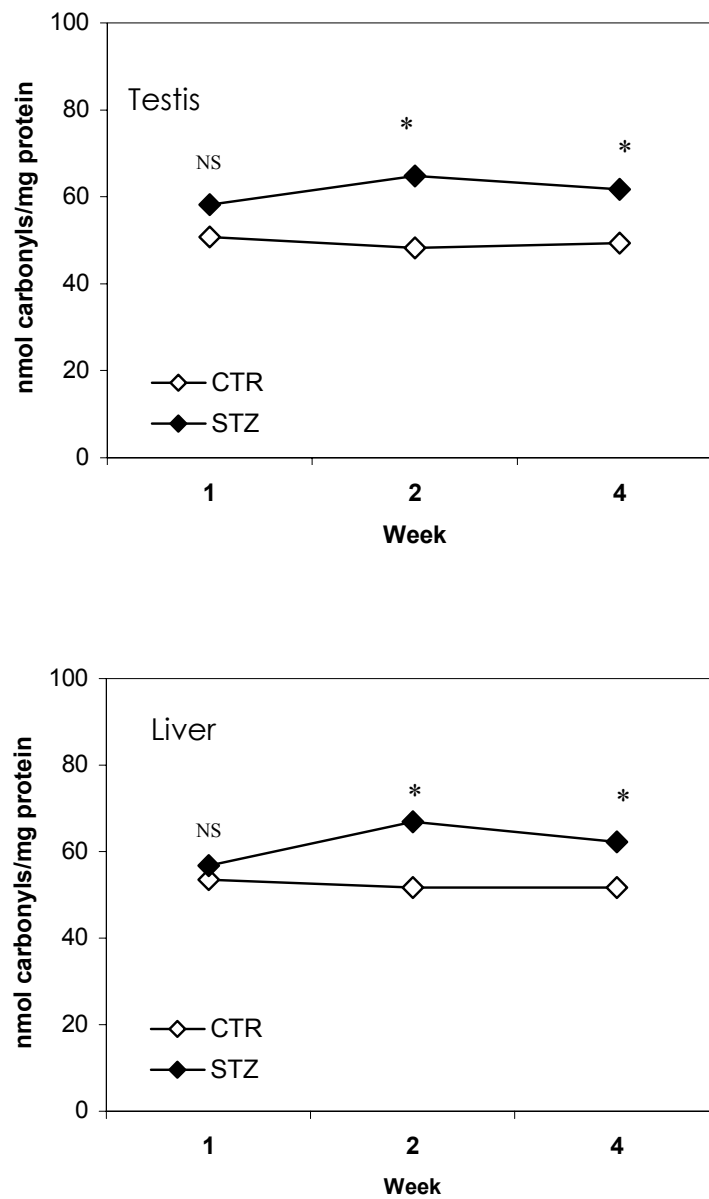 100
80
60
40
20
0
nmol carbonyls/mg protein
Testis
NS
*
*
CTR
STZ
1 2 4
Week
100
80
60
40
20
0
nmol carbonyls/mg protein
Liver
NS
*
*
CTR
STZ
1 2 4
Week